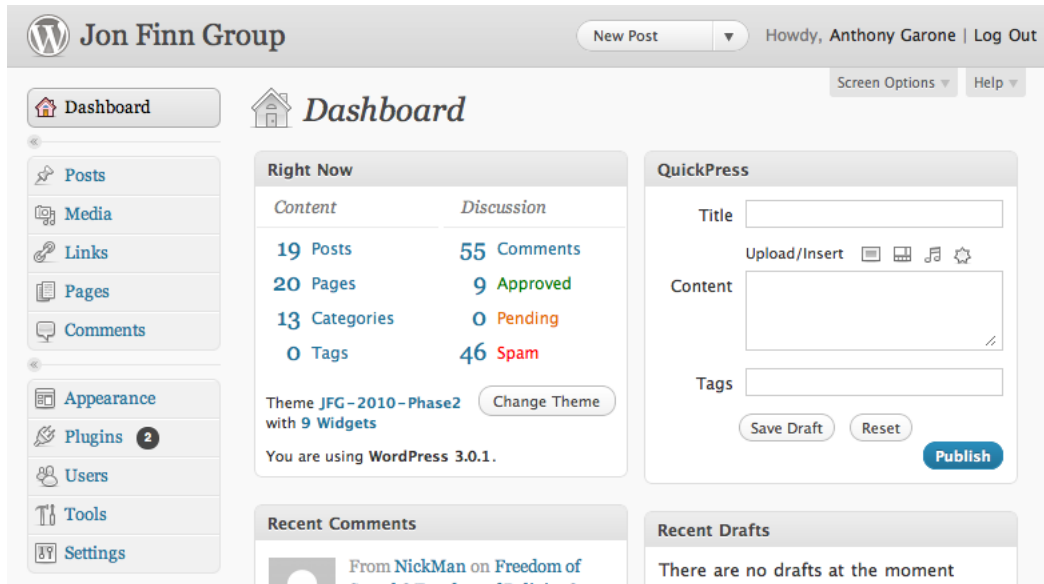 Jon Finn Group
New Post
Howdy, Anthony Garone | Log Out
Screen Options
Help
Dashboard
Posts
Media
Links
Pages
Comments
Appearance
Plugins 2
Users
Tools
Settings
Dashboard
Right Now
Content
Discussion
19 Posts
55 Comments
20 Pages
9 Approved
13 Categories
0 Pending
0 Tags
46 Spam
Theme JFG-2010-Phase2
with 9 Widgets
Change Theme
You are using WordPress 3.0.1.
Recent Comments
From NickMan on Freedom of
QuickPress
Title
Upload/Insert
Content
Tags
Save Draft
Reset
Publish
Recent Drafts
There are no drafts at the moment